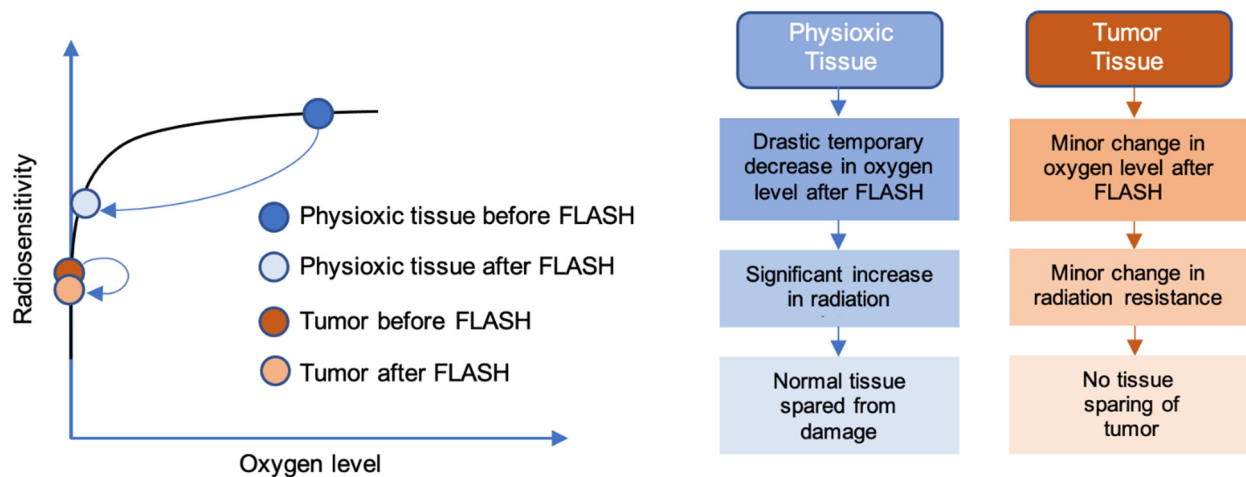 Radiosensitivity
Oxygen level
Physioxic tissue before FLASH
Physioxic tissue after FLASH
Tumor before FLASH
Tumor after FLASH
Physioxic
Tissue
Drastic temporary
decrease in oxygen
level after FLASH
Significant increase
in radiation
Normal tissue
spared from
damage
Tumor
Tissue
Minor change in
oxygen level after
FLASH
Minor change in
radiation resistance
No tissue
sparing of
tumor